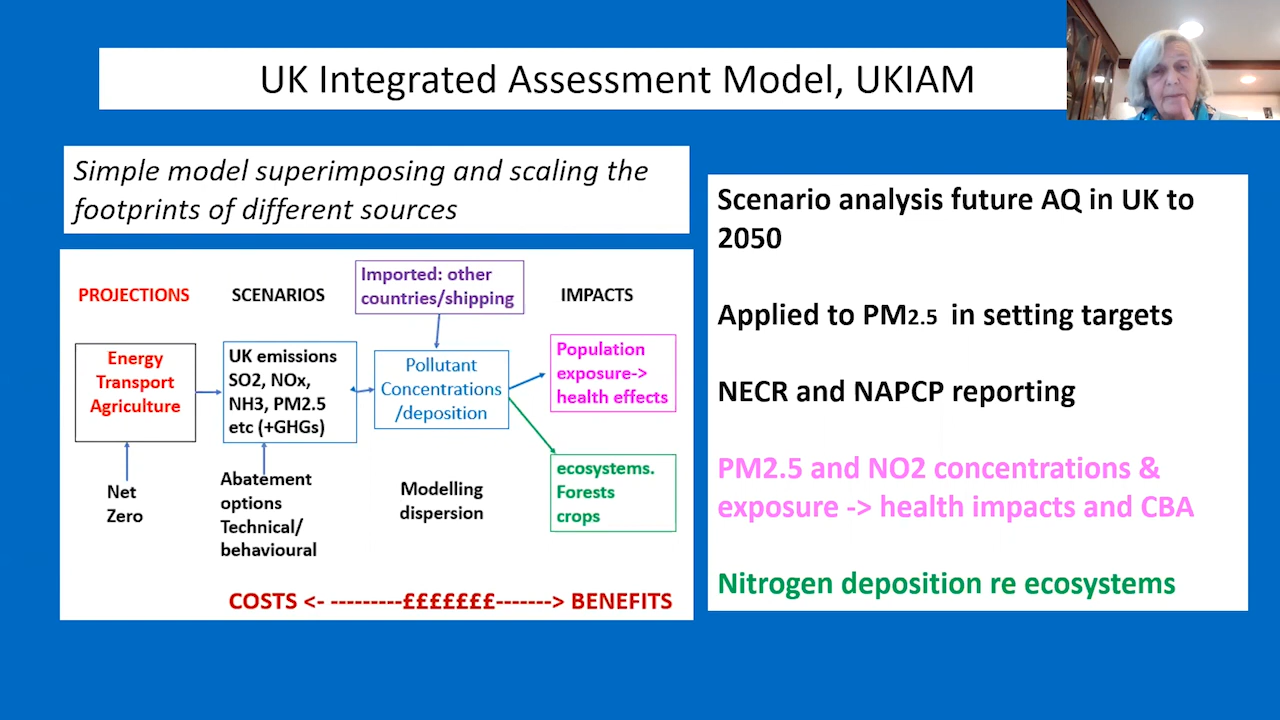 UK Integrated Assessment Model, UKIAM
Simple model superimposing and scaling the
footprints of different sources
PROJECTIONS
SCENARIOS
Imported: other
countries/shipping
IMPACTS
Energy
Transport
Agriculture
UK emissions
SO2, NOx,
NH3, PM2.5
etc (+GHGs)
Pollutant
Concentrations
/deposition
Population
exposure->
health effects
ecosystems.
Forests
crops
Net
Zero
Abatement
options
Technical/
behavioural
Modelling
dispersion
COSTS <- ---------£££££££-------> BENEFITS
Scenario analysis future AQ in UK to
2050
Applied to PM2.5 in setting targets
NECR and NAPCP reporting
PM2.5 and NO2 concentrations &
exposure -> health impacts and CBA
Nitrogen deposition re ecosystems